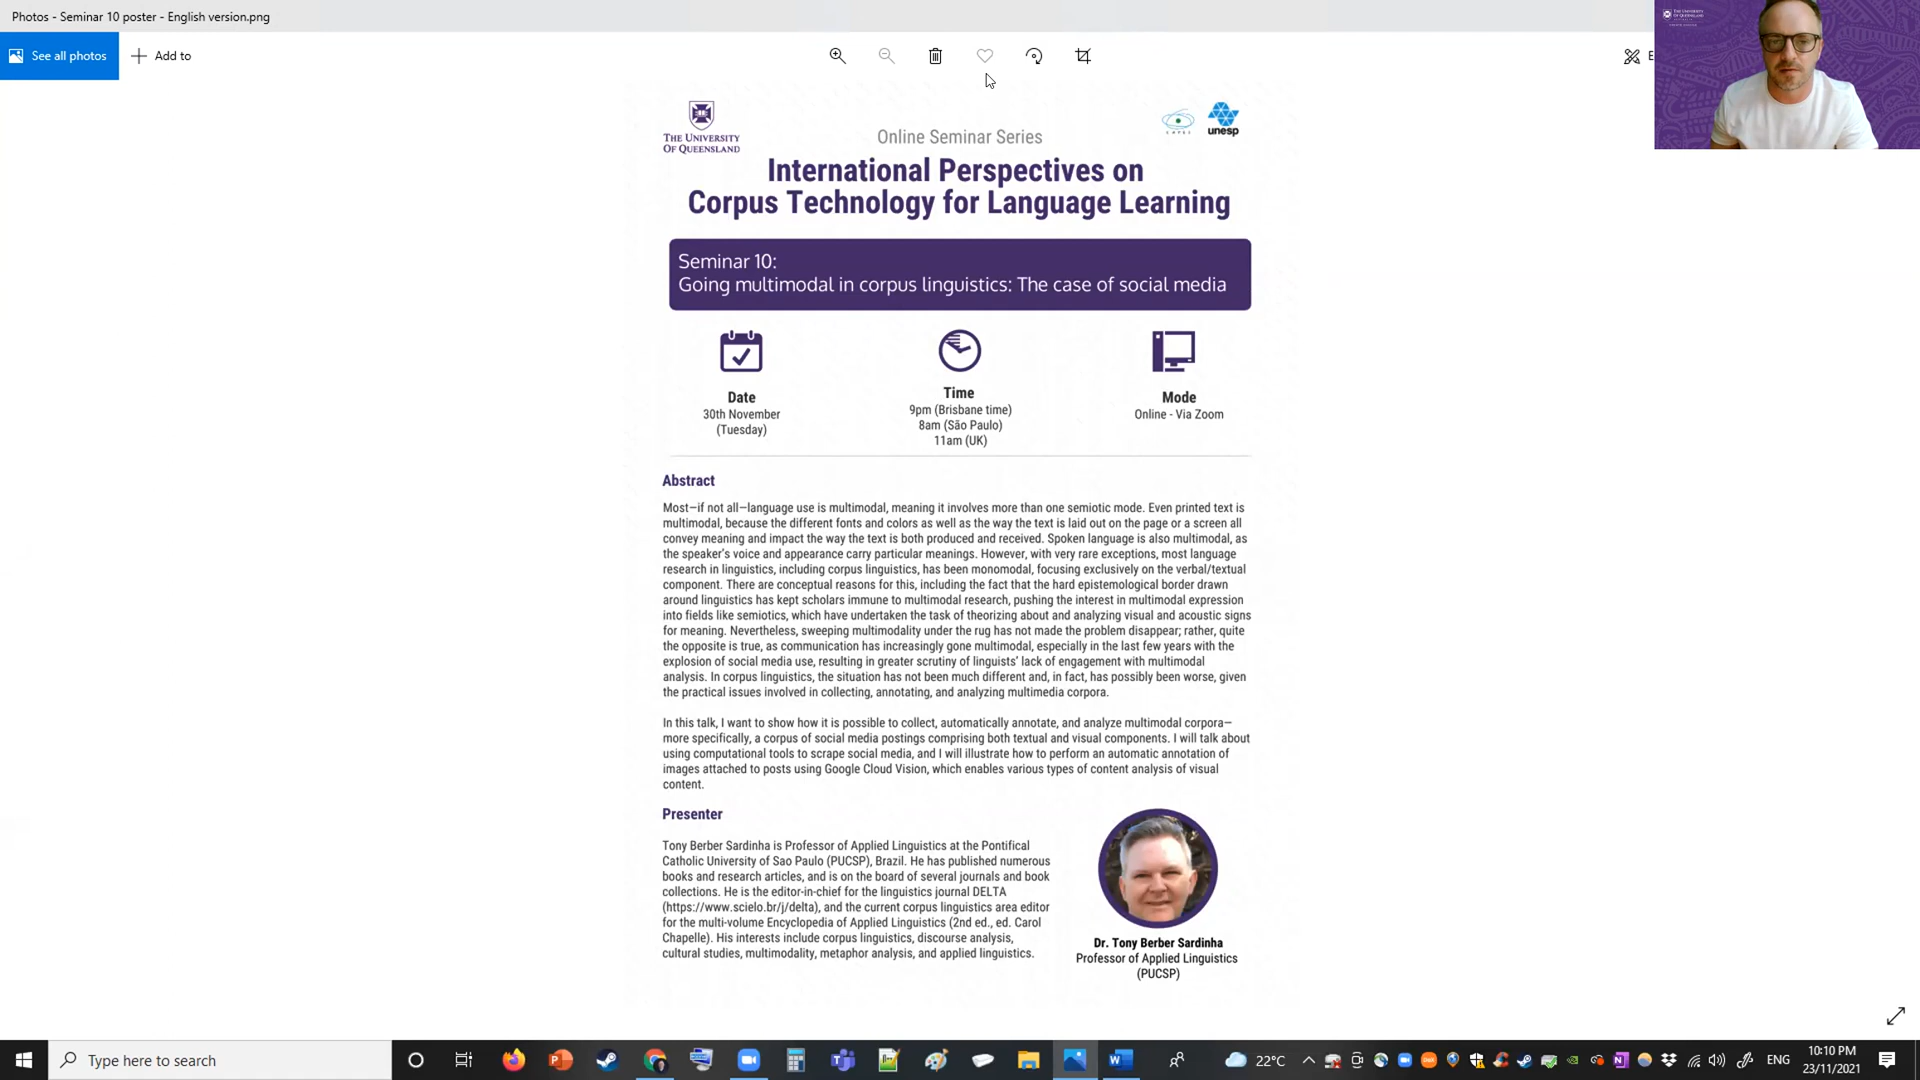 Photos - Seminar 10 poster - English version.png
See all photos
Add to
THE UNIVERSITY
OF QUEENSLAND
THE UNIVERSITY
OF QUEENSLAND
CAPES
unesp
Online Seminar Series
International Perspectives on
Corpus Technology for Language Learning
Seminar 10:
Going multimodal in corpus linguistics: The case of social media
Date
30th November
(Tuesday)
Time
9pm (Brisbane time)
8am (São Paulo)
11am (UK)
Mode
Online - Via Zoom
Abstract
Most—if not all—language use is multimodal, meaning it involves more than one semiotic mode. Even printed text is
multimodal, because the different fonts and colors as well as the way the text is laid out on the page or a screen all
convey meaning and impact the way the text is both produced and received. Spoken language is also multimodal, as
the speaker's voice and appearance carry particular meanings. However, with very rare exceptions, most language
research in linguistics, including corpus linguistics, has been monomodal, focusing exclusively on the verbal/textual
component. There are conceptual reasons for this, including the fact that the hard epistemological border drawn
around linguistics has kept scholars immune to multimodal research, pushing the interest in multimodal expression
into fields like semiotics, which have undertaken the task of theorizing about and analyzing visual and acoustic signs
for meaning. Nevertheless, sweeping multimodality under the rug has not made the problem disappear; rather, quite
the opposite is true, as communication has increasingly gone multimodal, especially in the last few years with the
explosion of social media use, resulting in greater scrutiny of linguists' lack of engagement with multimodal
analysis. In corpus linguistics, the situation has not been much different and, in fact, has possibly been worse, given
the practical issues involved in collecting, annotating, and analyzing multimedia corpora.
In this talk, I want to show how it is possible to collect, automatically annotate, and analyze multimodal corpora—
more specifically, a corpus of social media postings comprising both textual and visual components. I will talk about
using computational tools to scrape social media, and I will illustrate how to perform an automatic annotation of
images attached to posts using Google Cloud Vision, which enables various types of content analysis of visual
content.
Presenter
Tony Berber Sardinha is Professor of Applied Linguistics at the Pontifical
Catholic University of Sao Paulo (PUCSP), Brazil. He has published numerous
books and research articles, and is on the board of several journals and book
collections. He is the editor-in-chief for the linguistics journal DELTA
(https://www.scielo.br/j/delta), and the current corpus linguistics area editor
for the multi-volume Encyclopedia of Applied Linguistics (2nd ed., ed. Carol
Chapelle). His interests include corpus linguistics, discourse analysis,
cultural studies, multimodality, metaphor analysis, and applied linguistics.
Dr. Tony Berber Sardinha
Professor of Applied Linguistics
(PUCSP)
Type here to search
22°C
ENG
10:10 PM
23/11/2021